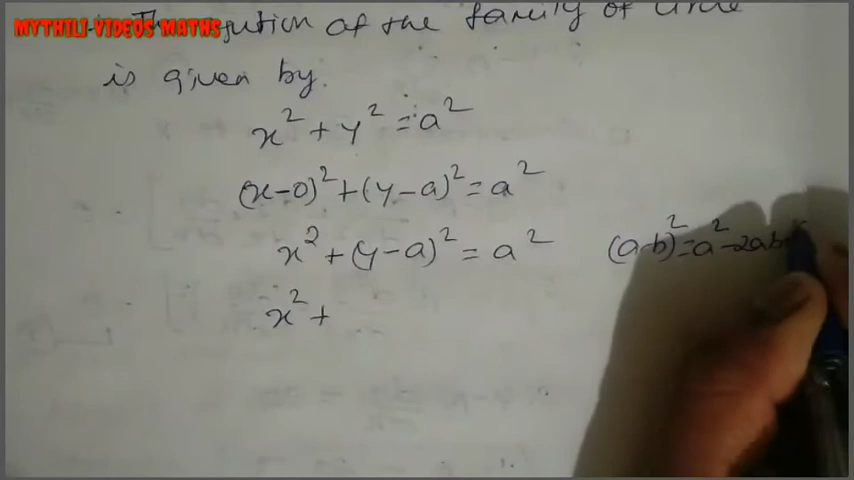 MYTHILI-VIDEOS MATHS
of the family of
is given by.
x² + y² = a²
(x-0)² + (y-a)² = a²
x² + (y-a)² = a²
(a-b)² = a² - 2ab
x² +